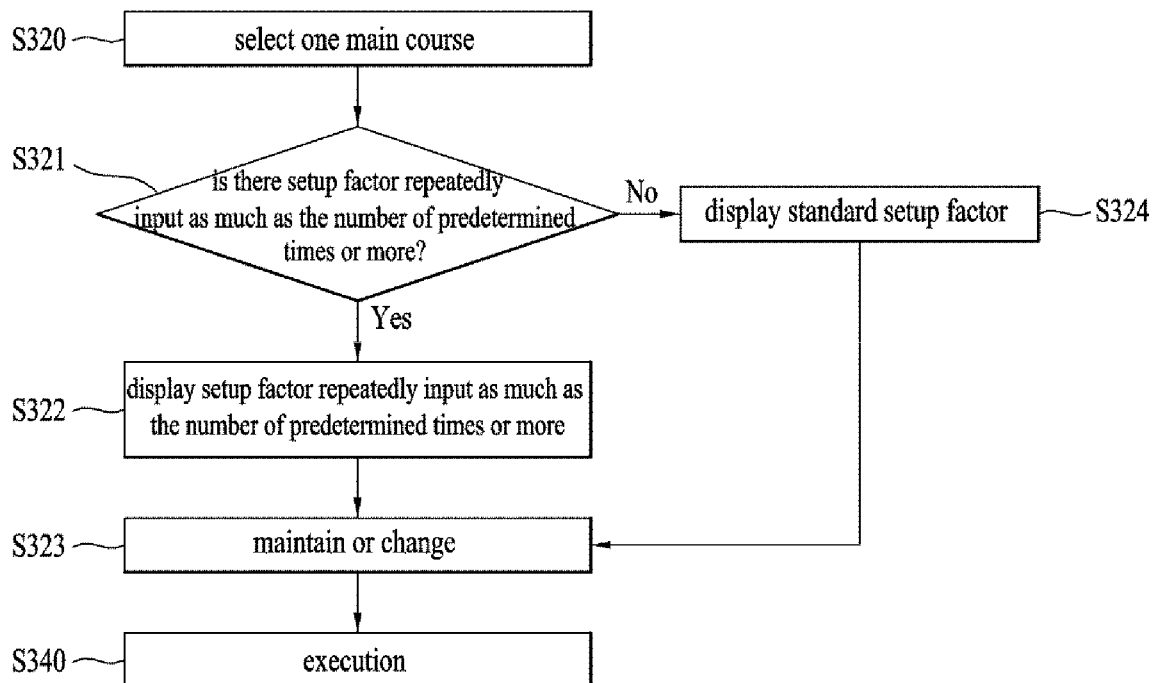 S320
select one main course
S321
is there setup factor repeatedly
input as much as the number of predetermined
times or more?
No
display standard setup factor
S324
Yes
S322
display setup factor repeatedly input as much as
the number of predetermined times or more
S323
maintain or change
S340
execution